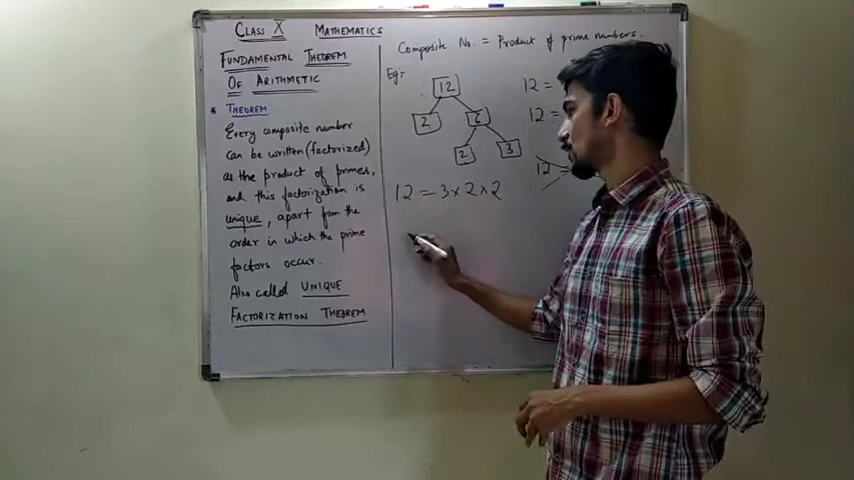 CLASS X MATHEMATICS
FUNDAMENTAL THEOREM
OF ARITHMETIC
* THEOREM
Every composite number
can be written (factorized)
as the product of primes,
and this factorization is
unique, apart from the
order in which the prime
factors occur.
Also called UNIQUE
FACTORIZATION THEOREM
Composite No. = Product of prime numbers.
Eg:
12
2 6
2 3
12 = 3 x 2 x 2
12 =
12 =
12 =